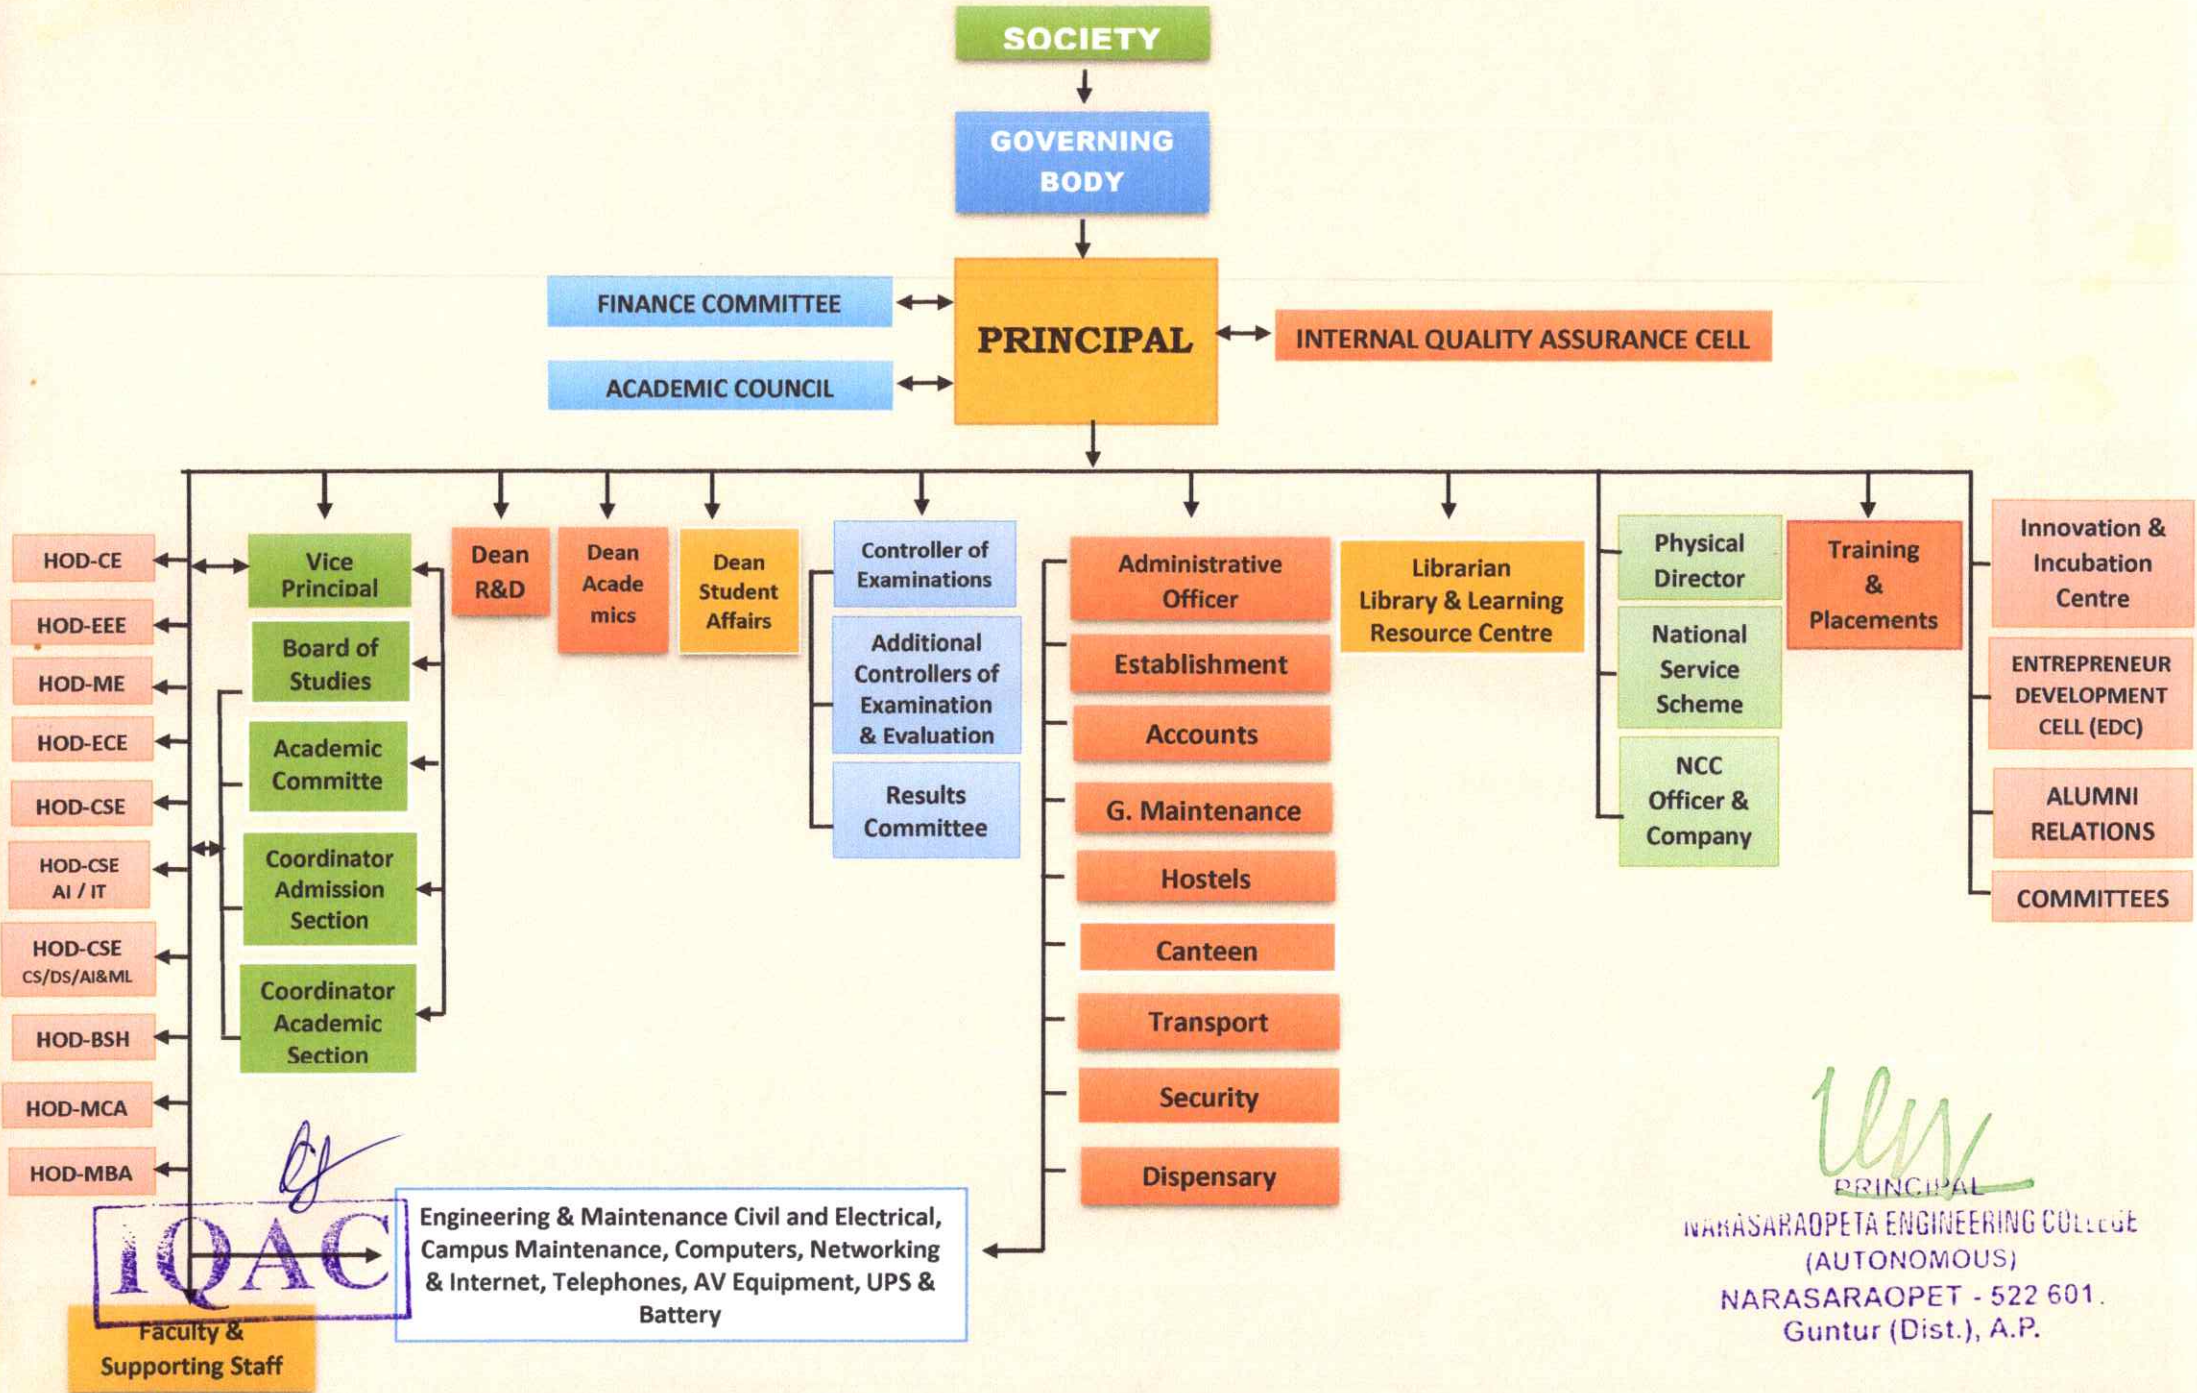 SOCIETY
GOVERNING
BODY
FINANCE COMMITTEE
ACADEMIC COUNCIL
PRINCIPAL
INTERNAL QUALITY ASSURANCE CELL
HOD-CE
HOD-EEE
HOD-ME
HOD-ECE
HOD-CSE
HOD-CSE
AI / IT
HOD-CSE
CS/DS/AI&ML
HOD-BSH
HOD-MCA
HOD-MBA
Vice
Principal
Board of
Studies
Academic
Committe
Coordinator
Admission
Section
Coordinator
Academic
Section
Dean
R&D
Dean
Acade
mics
Dean
Student
Affairs
Controller of
Examinations
Additional
Controllers of
Examination
& Evaluation
Results
Committee
Administrative
Officer
Establishment
Accounts
G. Maintenance
Hostels
Canteen
Transport
Security
Dispensary
Librarian
Library & Learning
Resource Centre
Physical
Director
National
Service
Scheme
NCC
Officer &
Company
Training
&
Placements
Innovation &
Incubation
Centre
ENTREPRENEUR
DEVELOPMENT
CELL (EDC)
ALUMNI
RELATIONS
COMMITTEES
IQAC
Engineering & Maintenance Civil and Electrical,
Campus Maintenance, Computers, Networking
& Internet, Telephones, AV Equipment, UPS &
Battery
Faculty &
Supporting Staff
PRINCIPAL
NARASARAOPETA ENGINEERING COLLEGE
(AUTONOMOUS)
NARASARAOPET - 522 601.
Guntur (Dist.), A.P.